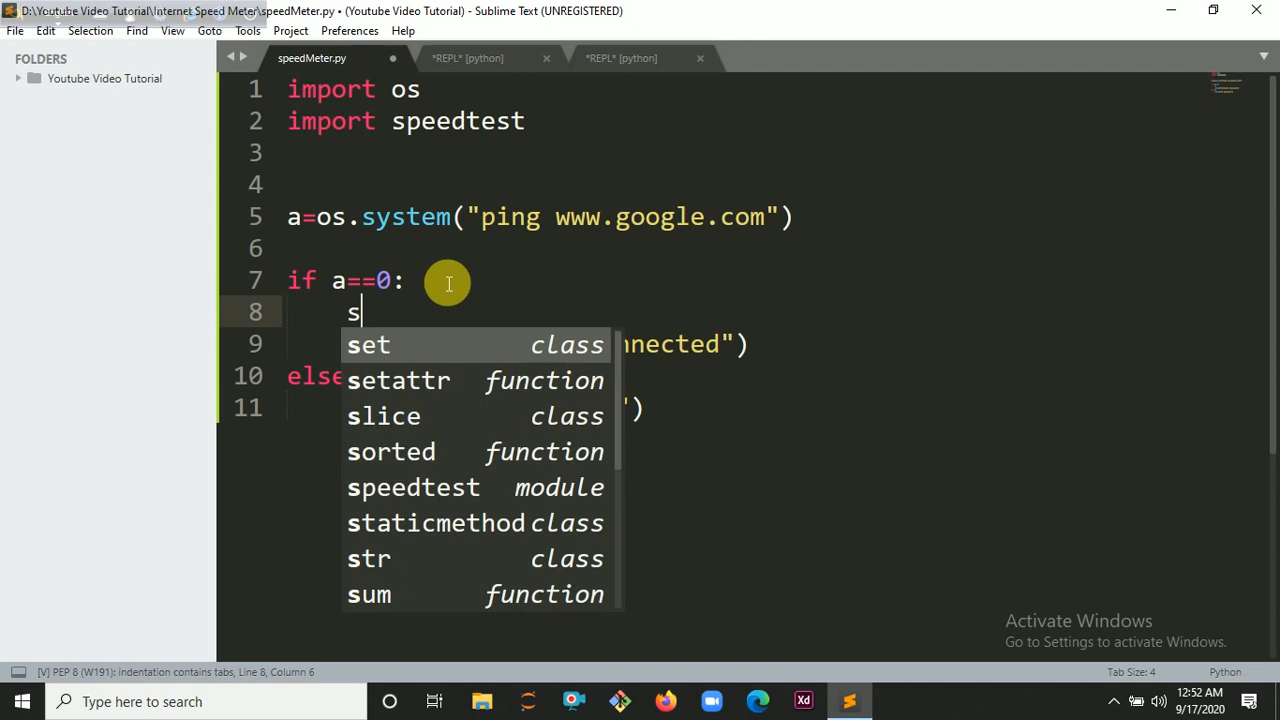 D:\Youtube Video Tutorial\Internet Speed Meter\speedMeter.py • (Youtube Video Tutorial) - Sublime Text (UNREGISTERED)
File Edit Selection Find View Goto Tools Project Preferences Help
FOLDERS
Youtube Video Tutorial
speedMeter.py
*REPL* [python]
*REPL* [python]
1 import os
2 import speedtest
3
4
5 a=os.system("ping www.google.com")
6
7 if a==0:
8 s
9 nnected")
10 else
11 ")
set class
setattr function
slice class
sorted function
speedtest module
staticmethod class
str class
sum function
Activate Windows
Go to Settings to activate Windows.
[V] PEP 8 (W191): indentation contains tabs, Line 8, Column 6
Tab Size: 4
Python
Type here to search
Xd
12:52 AM
9/17/2020